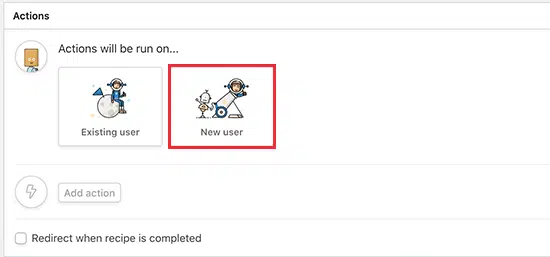 Actions
Actions will be run on...
Existing user
New user
Add action
Redirect when recipe is completed